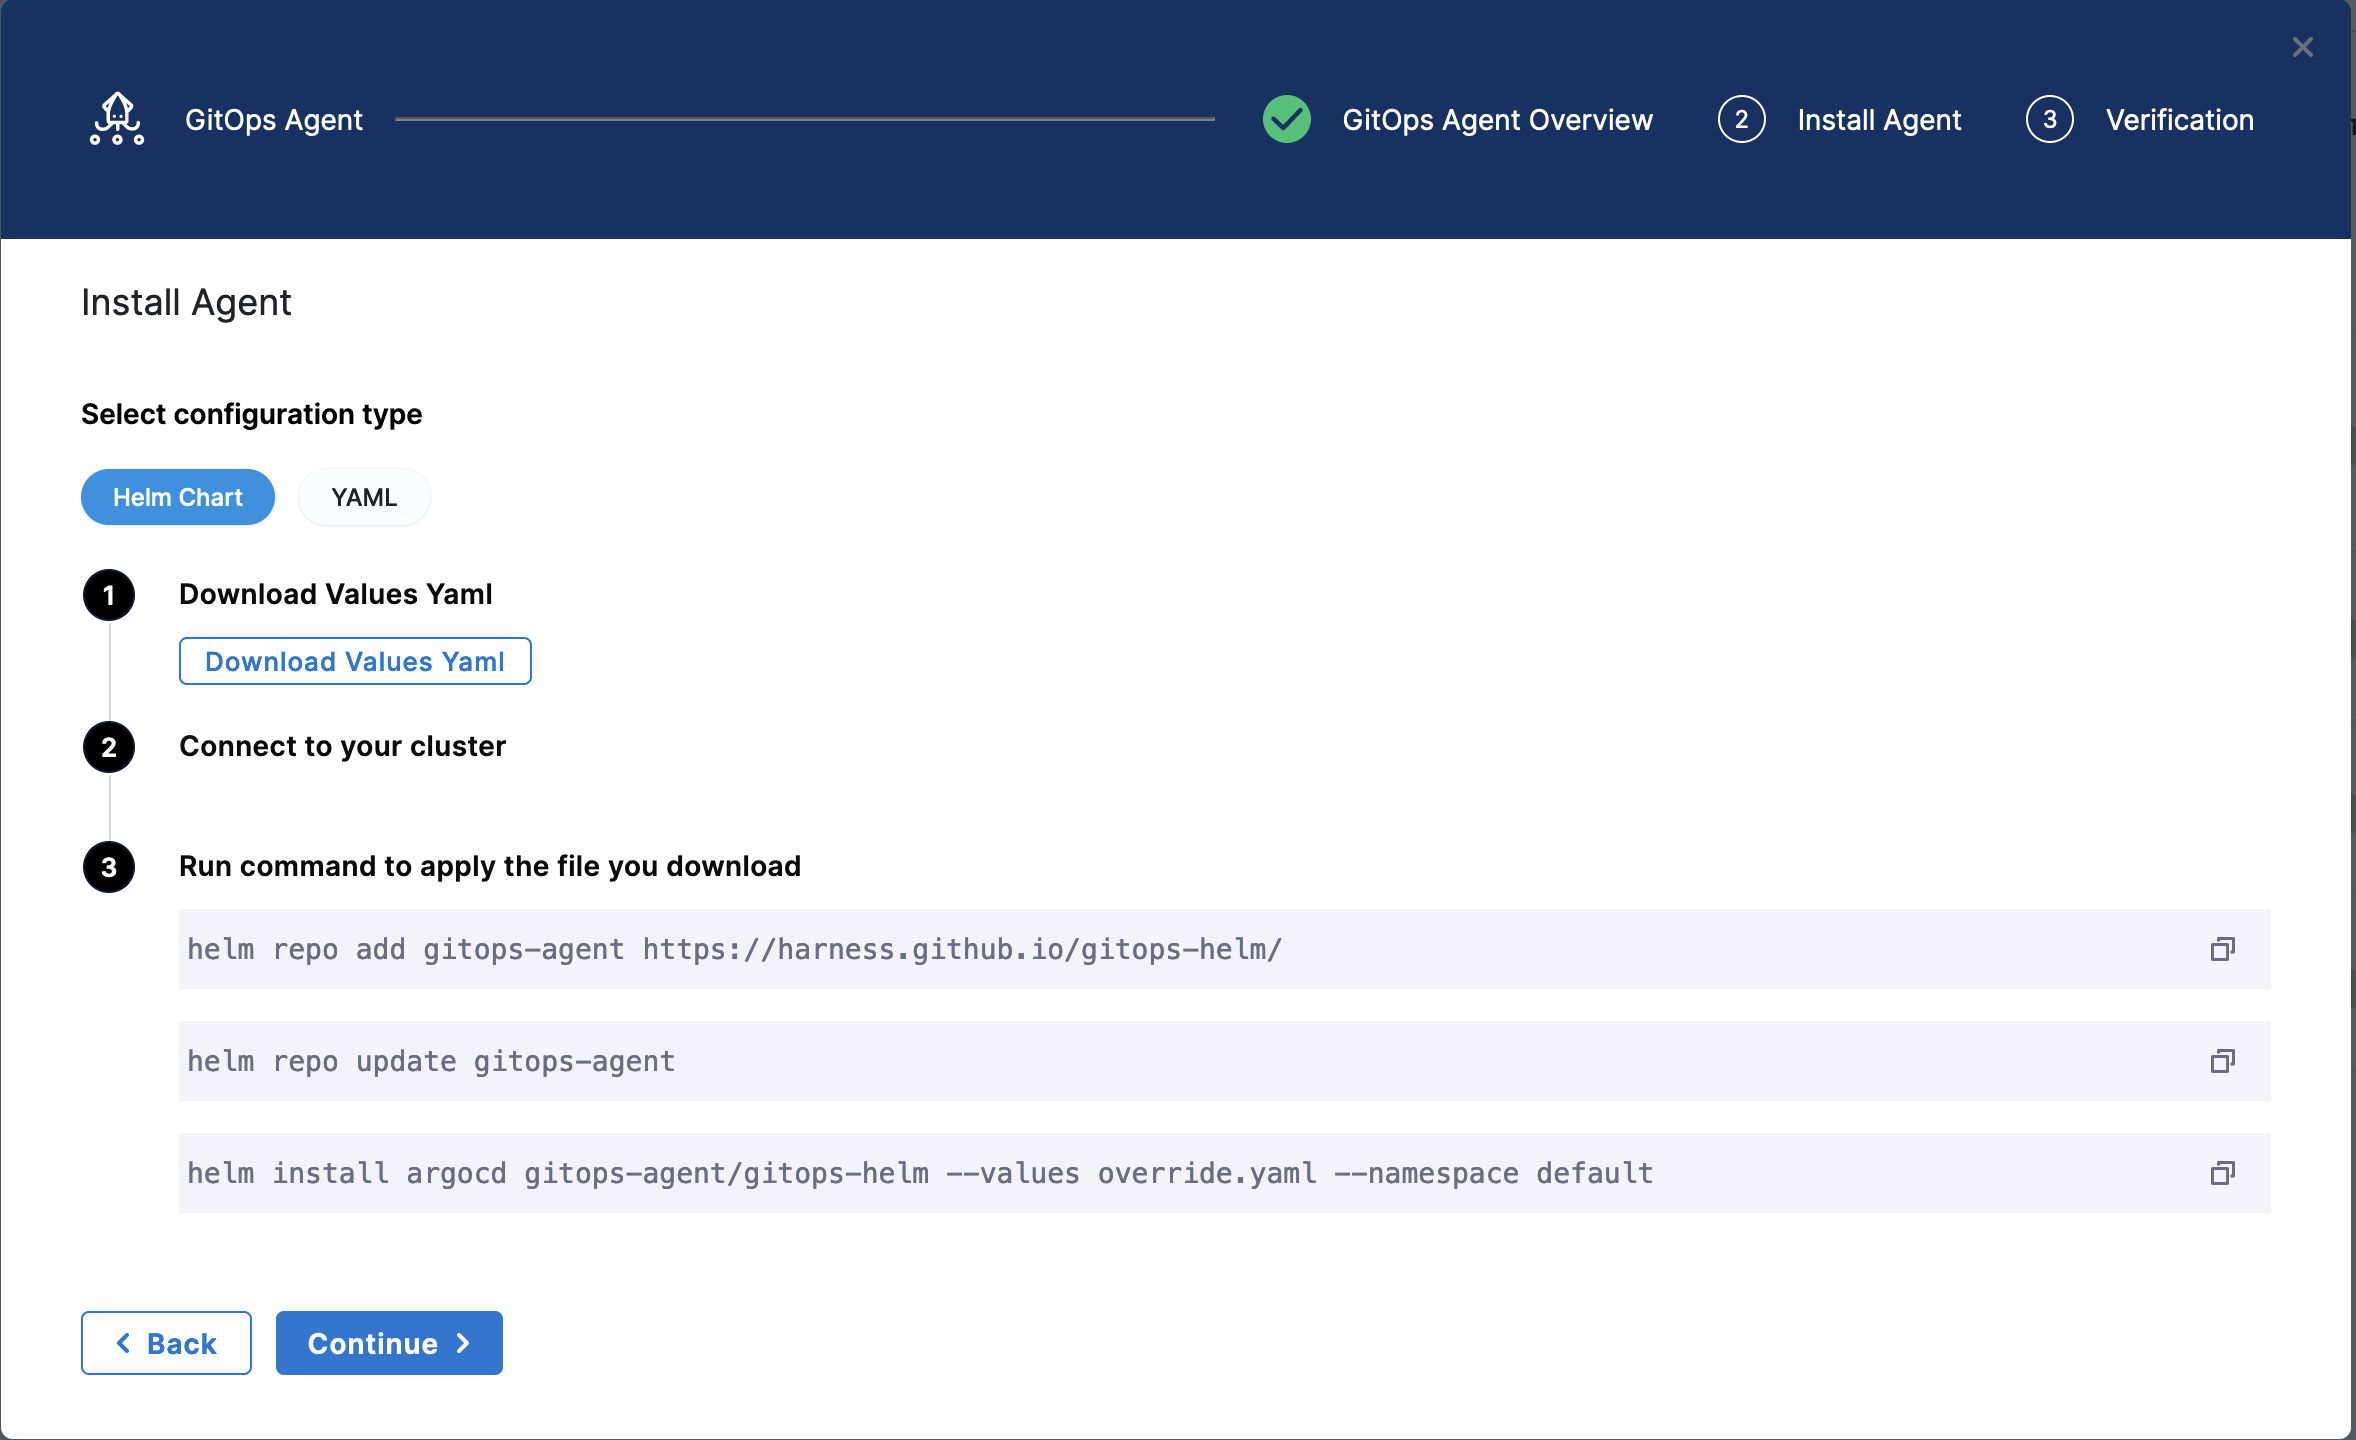 GitOps Agent
GitOps Agent Overview
2
Install Agent
3
Verification
Install Agent
Select configuration type
Helm Chart
YAML
1
Download Values Yaml
Download Values Yaml
2
Connect to your cluster
3
Run command to apply the file you download
helm repo add gitops-agent https://harness.github.io/gitops-helm/
helm repo update gitops-agent
helm install argocd gitops-agent/gitops-helm --values override.yaml --namespace default
Back
Continue